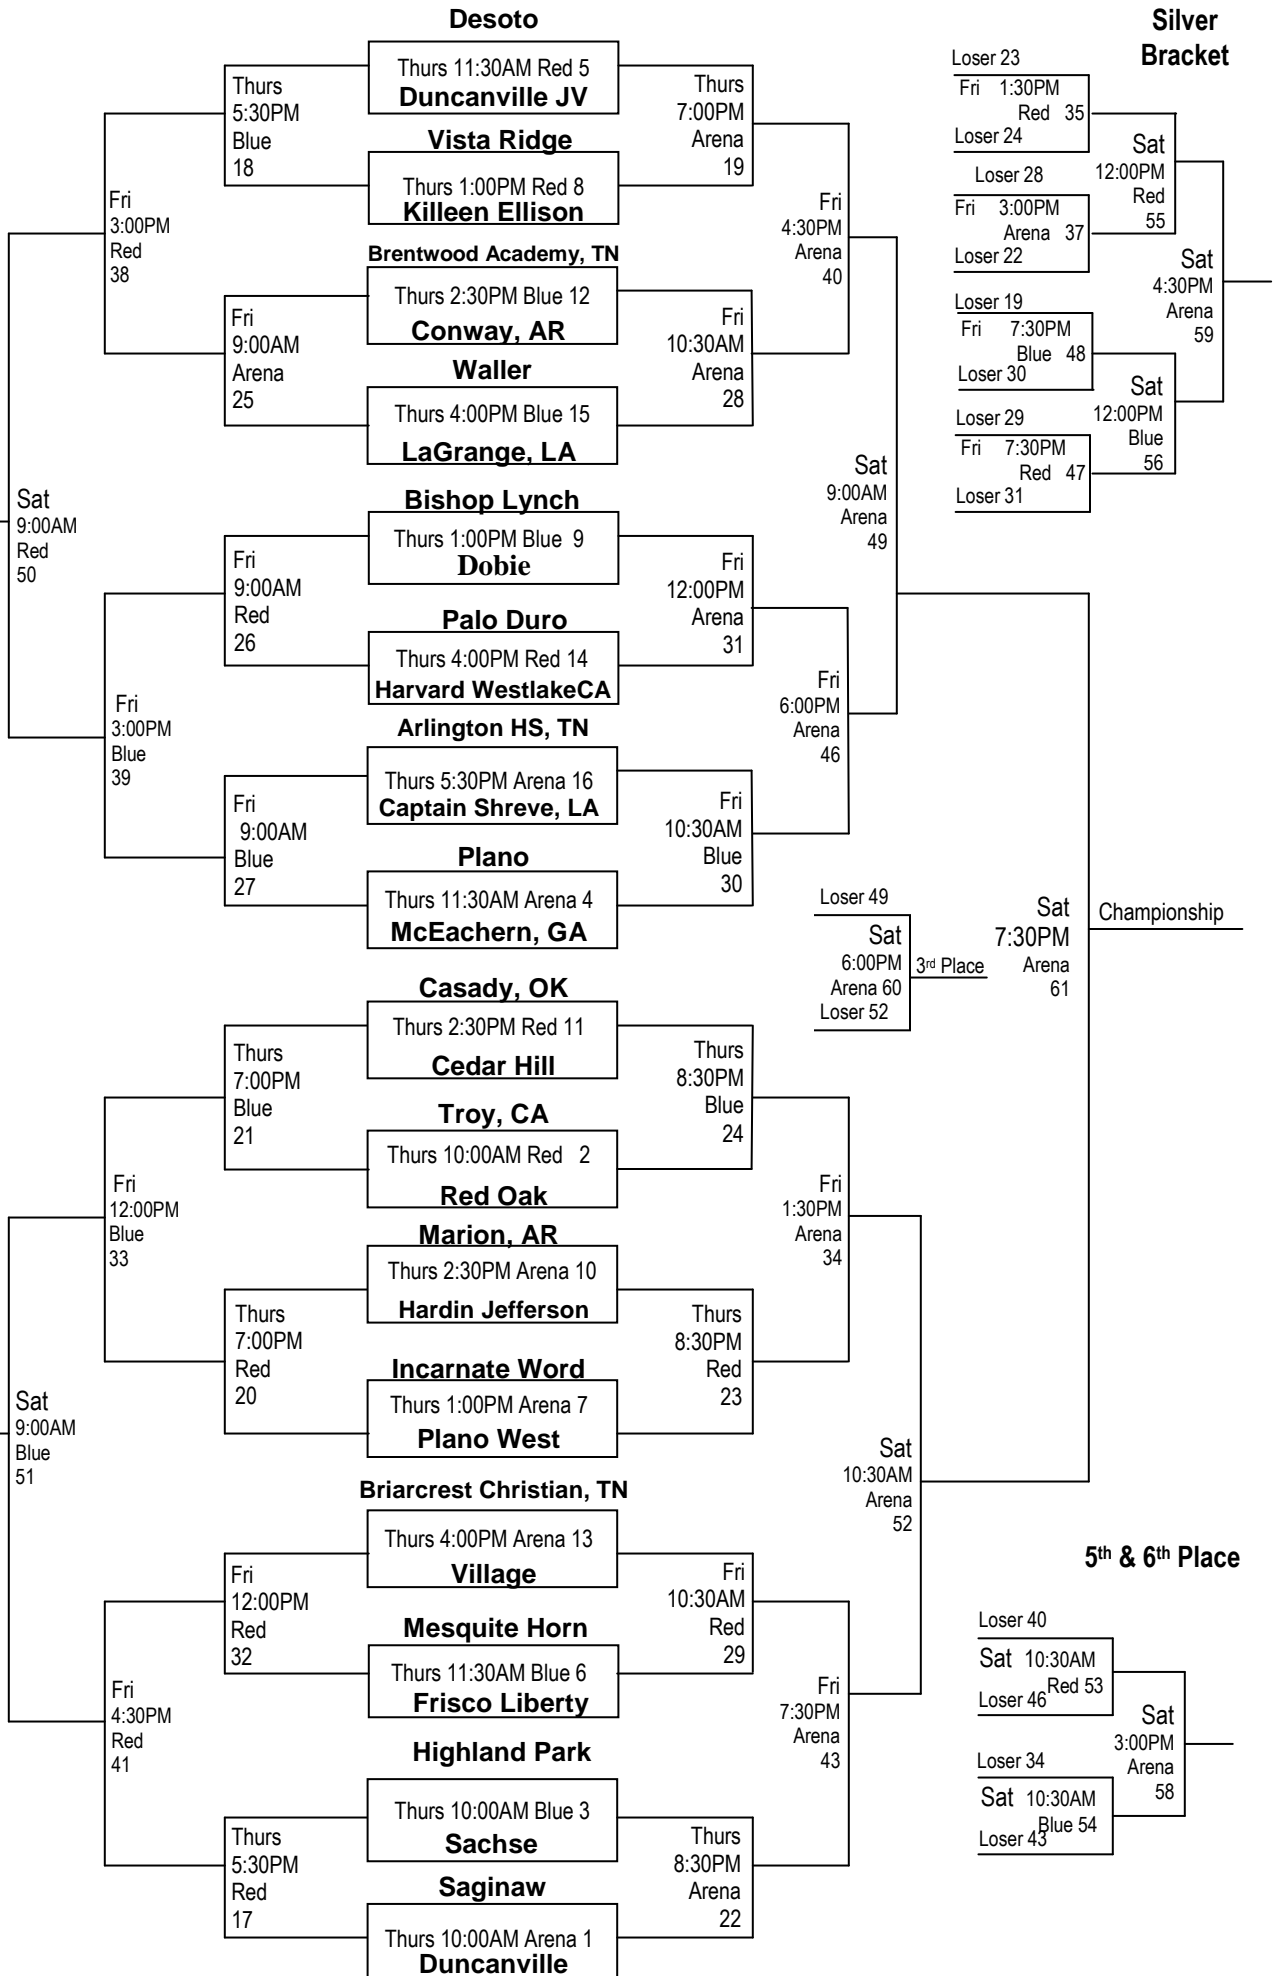 Desoto
Thurs 11:30AM Red 5
Duncanville JV
Vista Ridge
Thurs 1:00PM Red 8
Killeen Ellison
Brentwood Academy, TN
Thurs 2:30PM Blue 12
Conway, AR
Waller
Thurs 4:00PM Blue 15
LaGrange, LA
Bishop Lynch
Thurs 1:00PM Blue 9
Dobie
Palo Duro
Thurs 4:00PM Red 14
Harvard WestlakeCA
Arlington HS, TN
Thurs 5:30PM Arena 16
Captain Shreve, LA
Plano
Thurs 11:30AM Arena 4
McEachern, GA
Casady, OK
Thurs 2:30PM Red 11
Cedar Hill
Troy, CA
Thurs 10:00AM Red 2
Red Oak
Marion, AR
Thurs 2:30PM Arena 10
Hardin Jefferson
Incarnate Word
Thurs 1:00PM Arena 7
Plano West
Briarcrest Christian, TN
Thurs 4:00PM Arena 13
Village
Mesquite Horn
Thurs 11:30AM Blue 6
Frisco Liberty
Highland Park
Thurs 10:00AM Blue 3
Sachse
Saginaw
Thurs 10:00AM Arena 1
Duncanville
Thurs
5:30PM
Blue
18
Fri
3:00PM
Red
38
Fri
9:00AM
Arena
25
Sat
9:00AM
Red
50
Fri
9:00AM
Red
26
Fri
3:00PM
Blue
39
Fri
9:00AM
Blue
27
Thurs
7:00PM
Blue
21
Fri
12:00PM
Blue
33
Thurs
7:00PM
Red
20
Sat
9:00AM
Blue
51
Fri
12:00PM
Red
32
Fri
4:30PM
Red
41
Thurs
5:30PM
Red
17
Thurs
7:00PM
Arena
19
Fri
4:30PM
Arena
40
Fri
10:30AM
Arena
28
Sat
9:00AM
Arena
49
Fri
12:00PM
Arena
31
Fri
6:00PM
Arena
46
Fri
10:30AM
Blue
30
Thurs
8:30PM
Blue
24
Fri
1:30PM
Arena
34
Thurs
8:30PM
Red
23
Sat
10:30AM
Arena
52
Fri
10:30AM
Red
29
Fri
7:30PM
Arena
43
Thurs
8:30PM
Arena
22
Silver
Bracket
Loser 23
Fri 1:30PM
Red 35
Loser 24
Loser 28
Fri 3:00PM
Arena 37
Loser 22
Sat
12:00PM
Red
55
Loser 19
Fri 7:30PM
Blue 48
Loser 30
Loser 29
Fri 7:30PM
Red 47
Loser 31
Sat
12:00PM
Blue
56
Sat
4:30PM
Arena
59
Loser 49
Sat
6:00PM
Arena 60
Loser 52
3rd Place
Sat
7:30PM
Arena
61
Championship
5th & 6th Place
Loser 40
Sat 10:30AM
Red 53
Loser 46
Loser 34
Sat 10:30AM
Blue 54
Loser 43
Sat
3:00PM
Arena
58